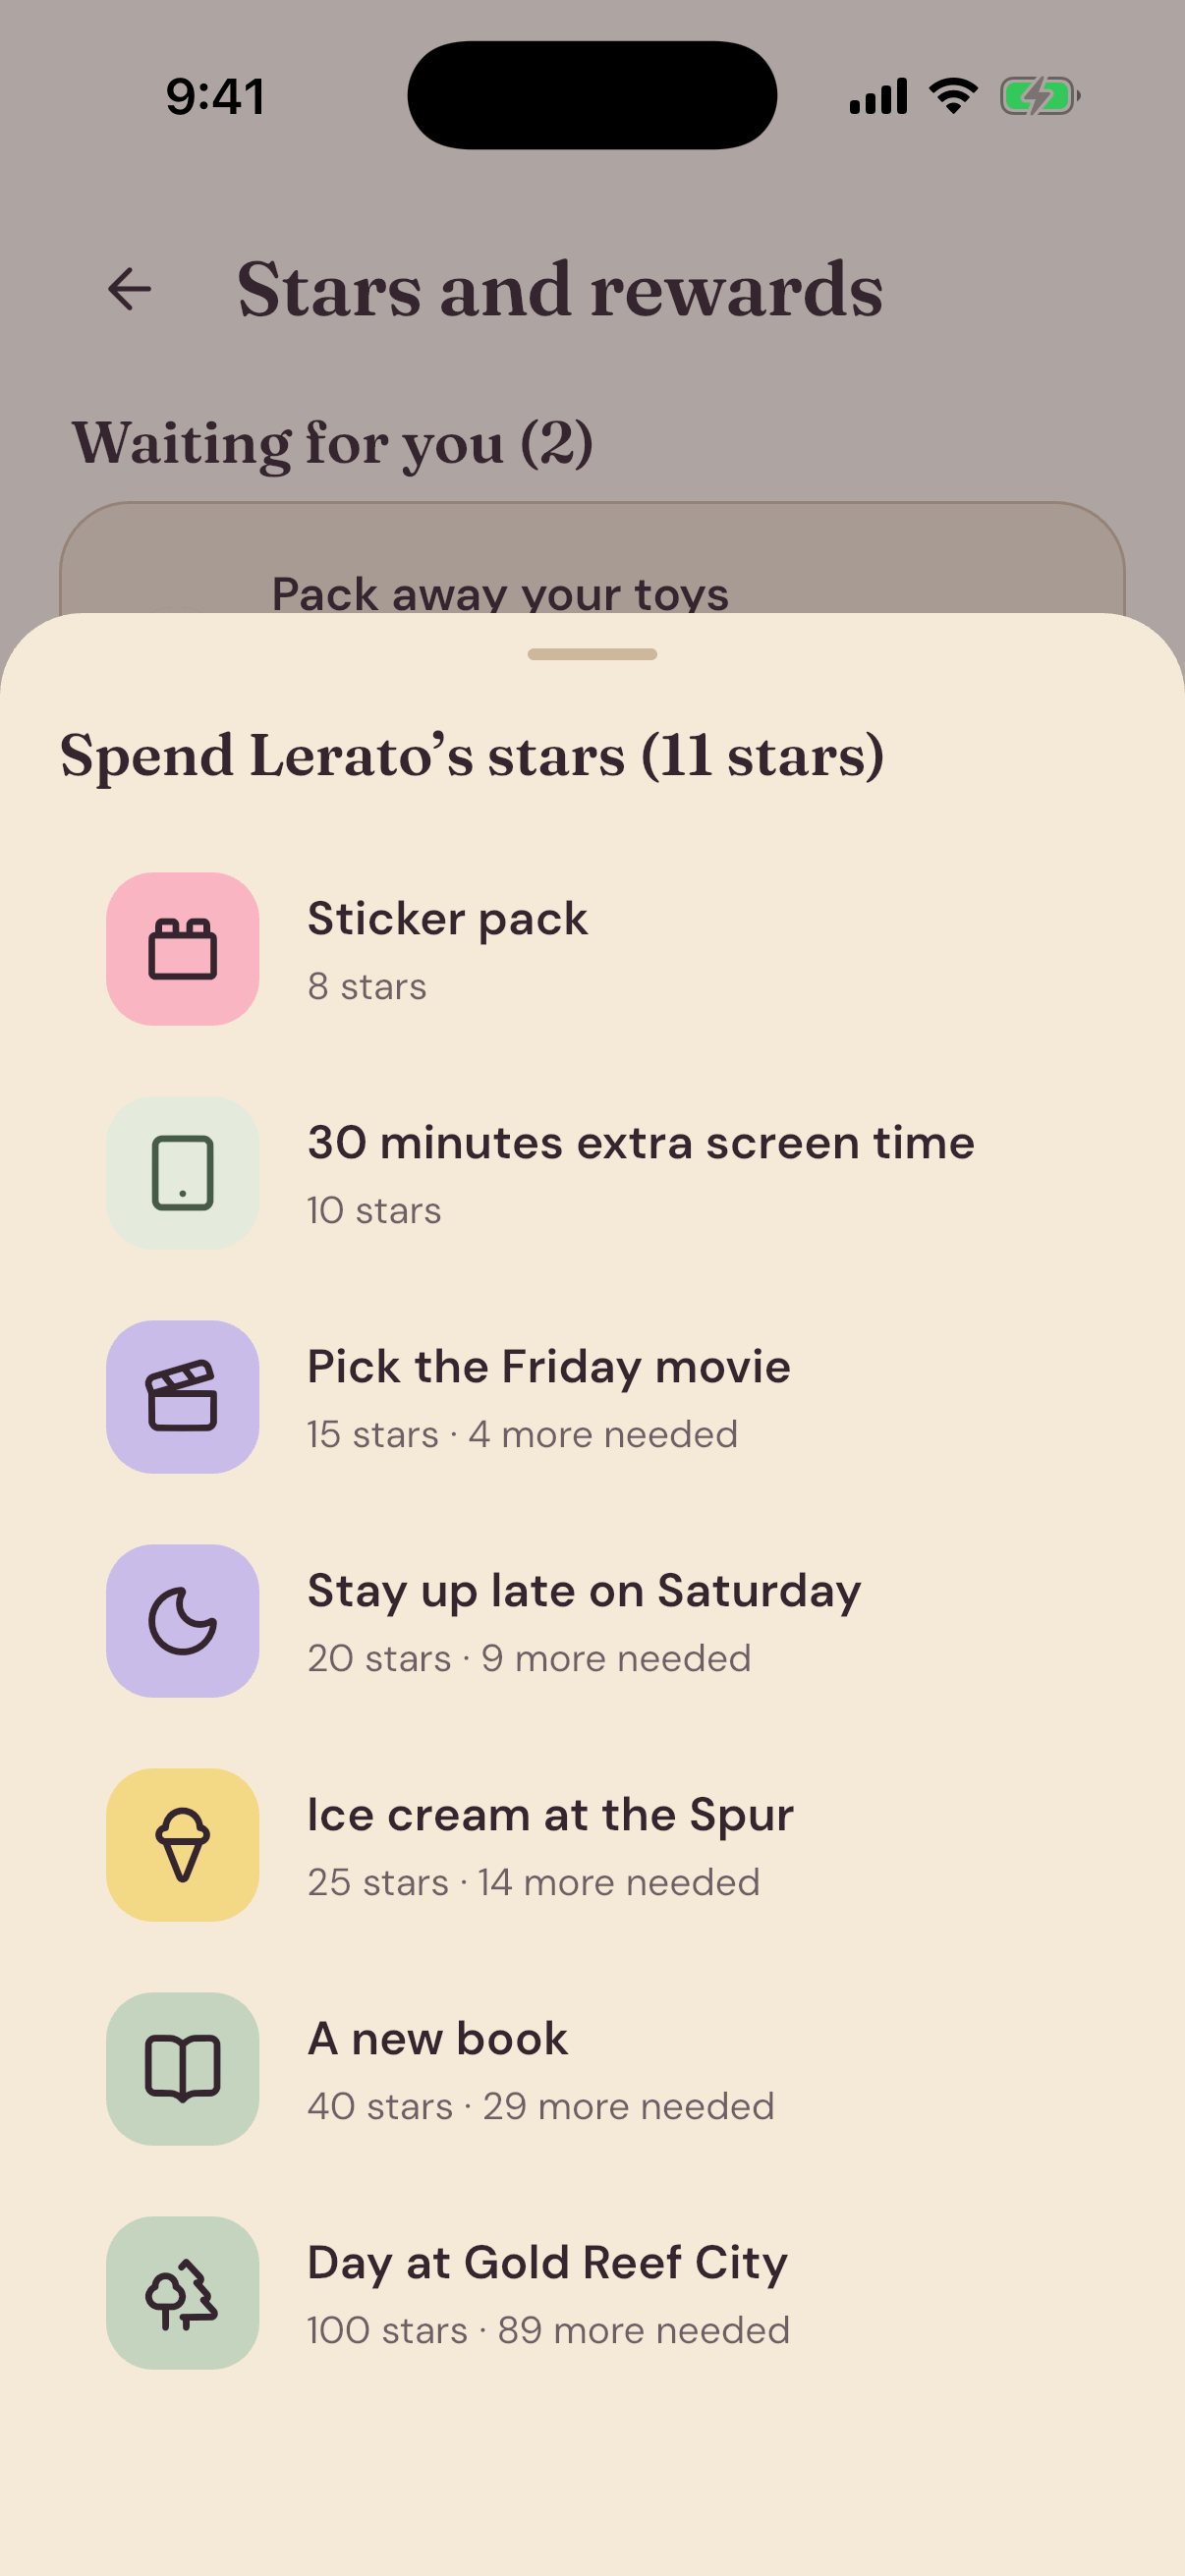 9:41
Stars and rewards
Waiting for you (2)
Pack away your toys
Spend Lerato’s stars (11 stars)
Sticker pack
8 stars
30 minutes extra screen time
10 stars
Pick the Friday movie
15 stars · 4 more needed
Stay up late on Saturday
20 stars · 9 more needed
Ice cream at the Spur
25 stars · 14 more needed
A new book
40 stars · 29 more needed
Day at Gold Reef City
100 stars · 89 more needed